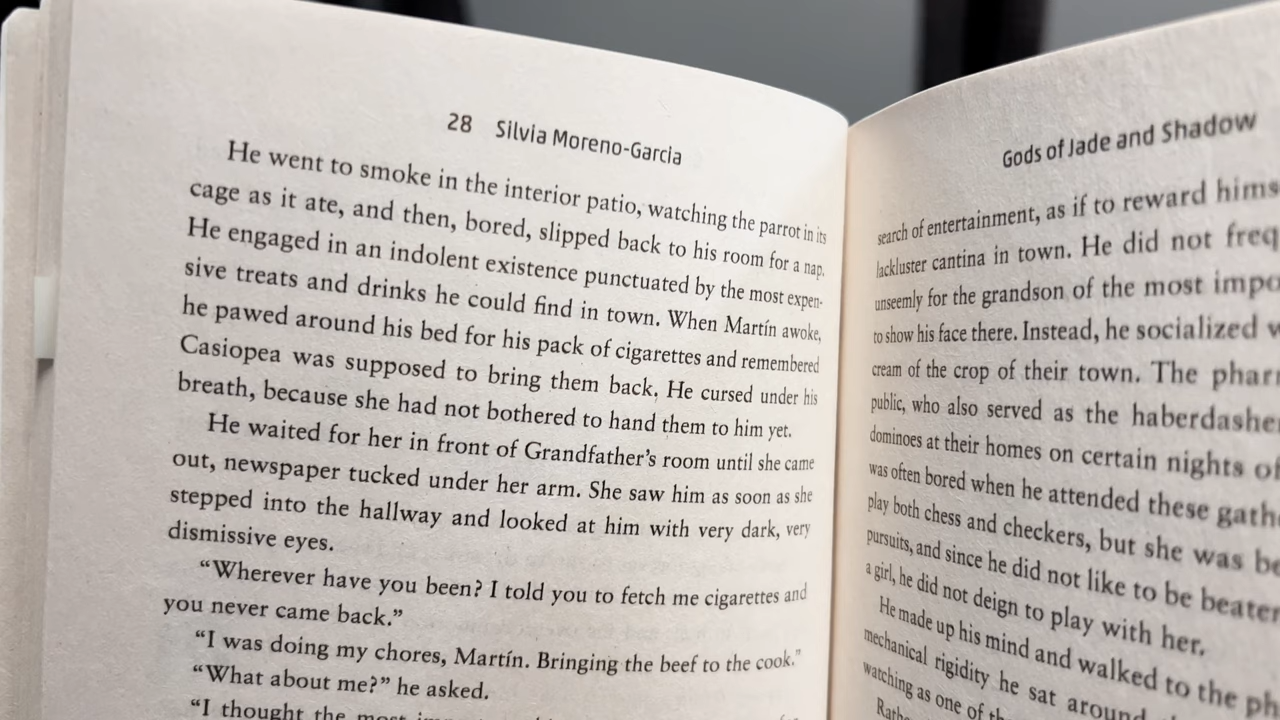 28 Silvia Moreno-Garcia
He went to smoke in the interior patio, watching the parrot in its
cage as it ate, and then, bored, slipped back to his room for a nap.
He engaged in an indolent existence punctuated by the most expen-
sive treats and drinks he could find in town. When Martín awoke,
he pawed around his bed for his pack of cigarettes and remembered
Casiopea was supposed to bring them back. He cursed under his
breath, because she had not bothered to hand them to him yet.
He waited for her in front of Grandfather’s room until she came
out, newspaper tucked under her arm. She saw him as soon as she
stepped into the hallway and looked at him with very dark, very
dismissive eyes.
“Wherever have you been? I told you to fetch me cigarettes and
you never came back.”
“I was doing my chores, Martín. Bringing the beef to the cook.”
“What about me?” he asked.
“I thought the most
Gods of Jade and Shadow
search of entertainment, as if to reward
lackluster cantina in town. He did not
unseemly for the grandson of the most
to show his face there. Instead, he socialized
cream of the crop of their town. The
public, who also served as the
dominoes at their homes on certain nights
was often bored when he attended these
play both chess and checkers, but she was
pursuits, and since he did not like to be
a girl, he did not deign to play with her.
He made up his mind and walked to the
mechanical rigidity he sat around
watching as one of